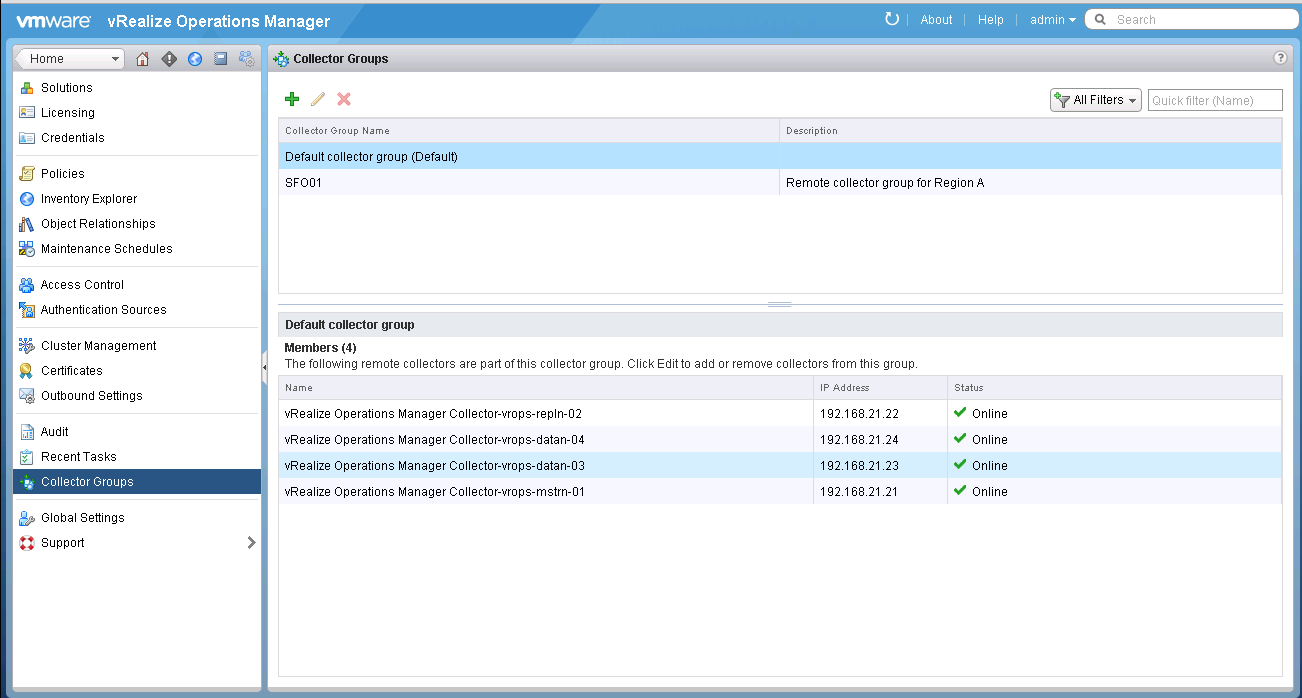 vmware vRealize Operations Manager About Help admin Search
Home
Solutions
Licensing
Credentials
Policies
Inventory Explorer
Object Relationships
Maintenance Schedules
Access Control
Authentication Sources
Cluster Management
Certificates
Outbound Settings
Audit
Recent Tasks
Collector Groups
Global Settings
Support
Collector Groups ?
All Filters Quick filter (Name)
Collector Group Name Description
Default collector group (Default)
SFO01 Remote collector group for Region A
Default collector group
Members (4)
The following remote collectors are part of this collector group. Click Edit to add or remove collectors from this group.
Name IP Address Status
vRealize Operations Manager Collector-vrops-repln-02 192.168.21.22 Online
vRealize Operations Manager Collector-vrops-datan-04 192.168.21.24 Online
vRealize Operations Manager Collector-vrops-datan-03 192.168.21.23 Online
vRealize Operations Manager Collector-vrops-mstrn-01 192.168.21.21 Online